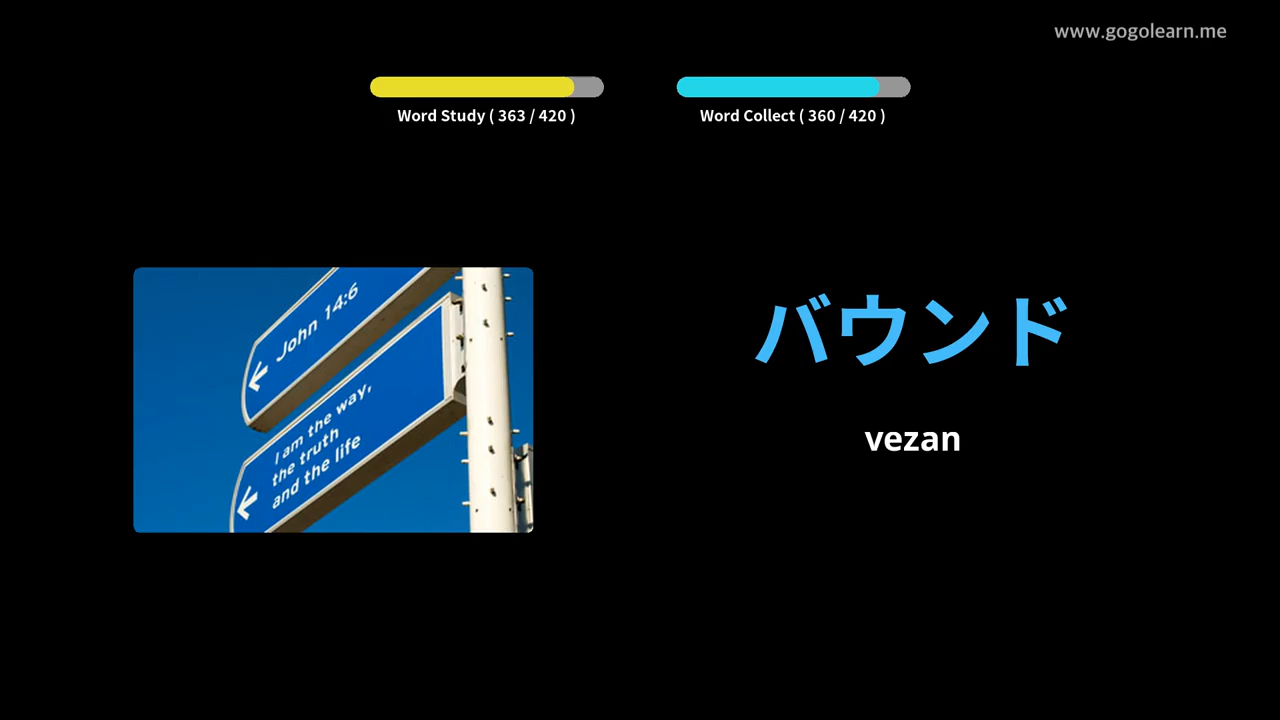 www.gogolearn.me
Word Study ( 363 / 420 )
Word Collect ( 360 / 420 )
John 14:6
I am the way,
the truth
and the life
バウンド
vezan